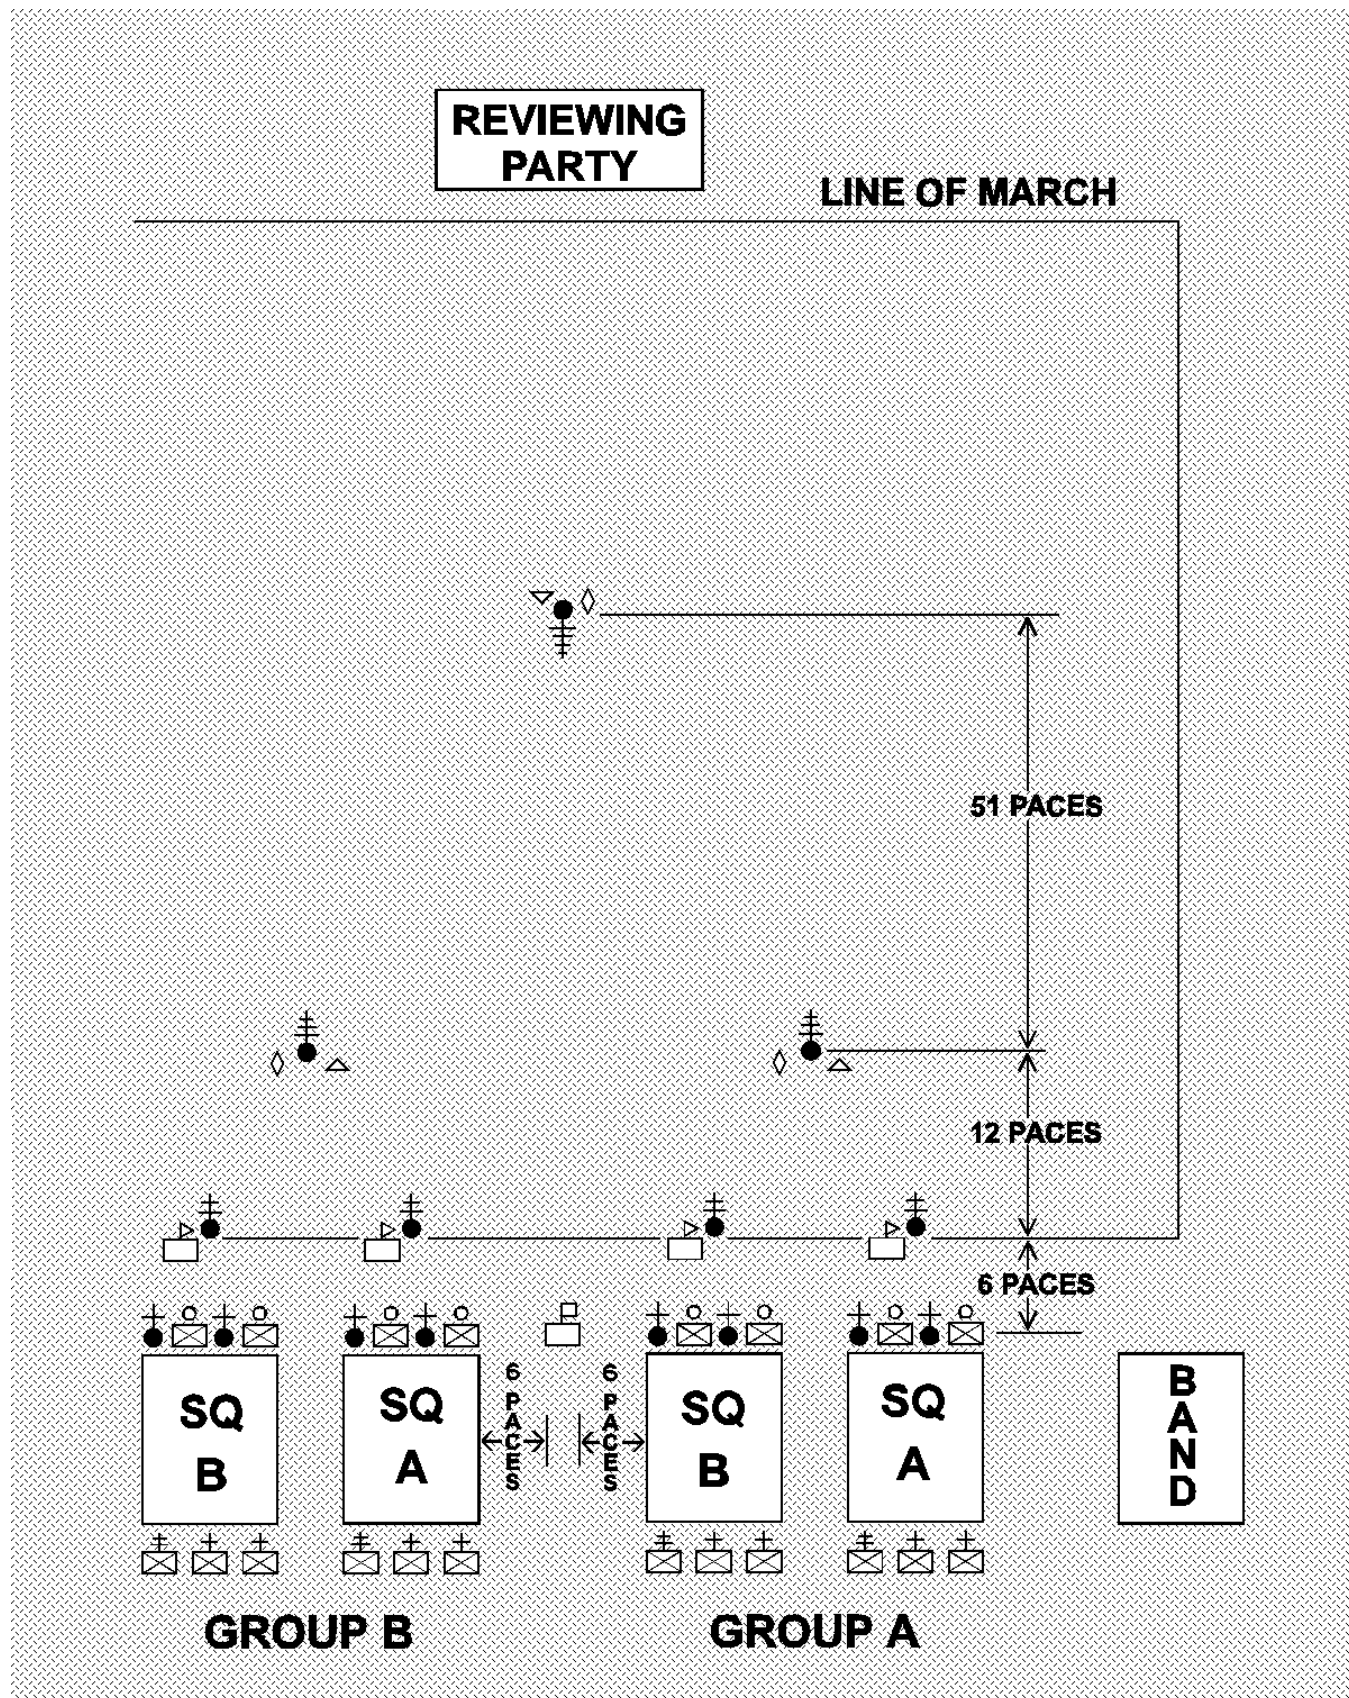 REVIEWING
PARTY
LINE OF MARCH
51 PACES
12 PACES
6 PACES
SQ
B
SQ
A
6 PACES
6 PACES
SQ
B
SQ
A
BAND
GROUP B
GROUP A